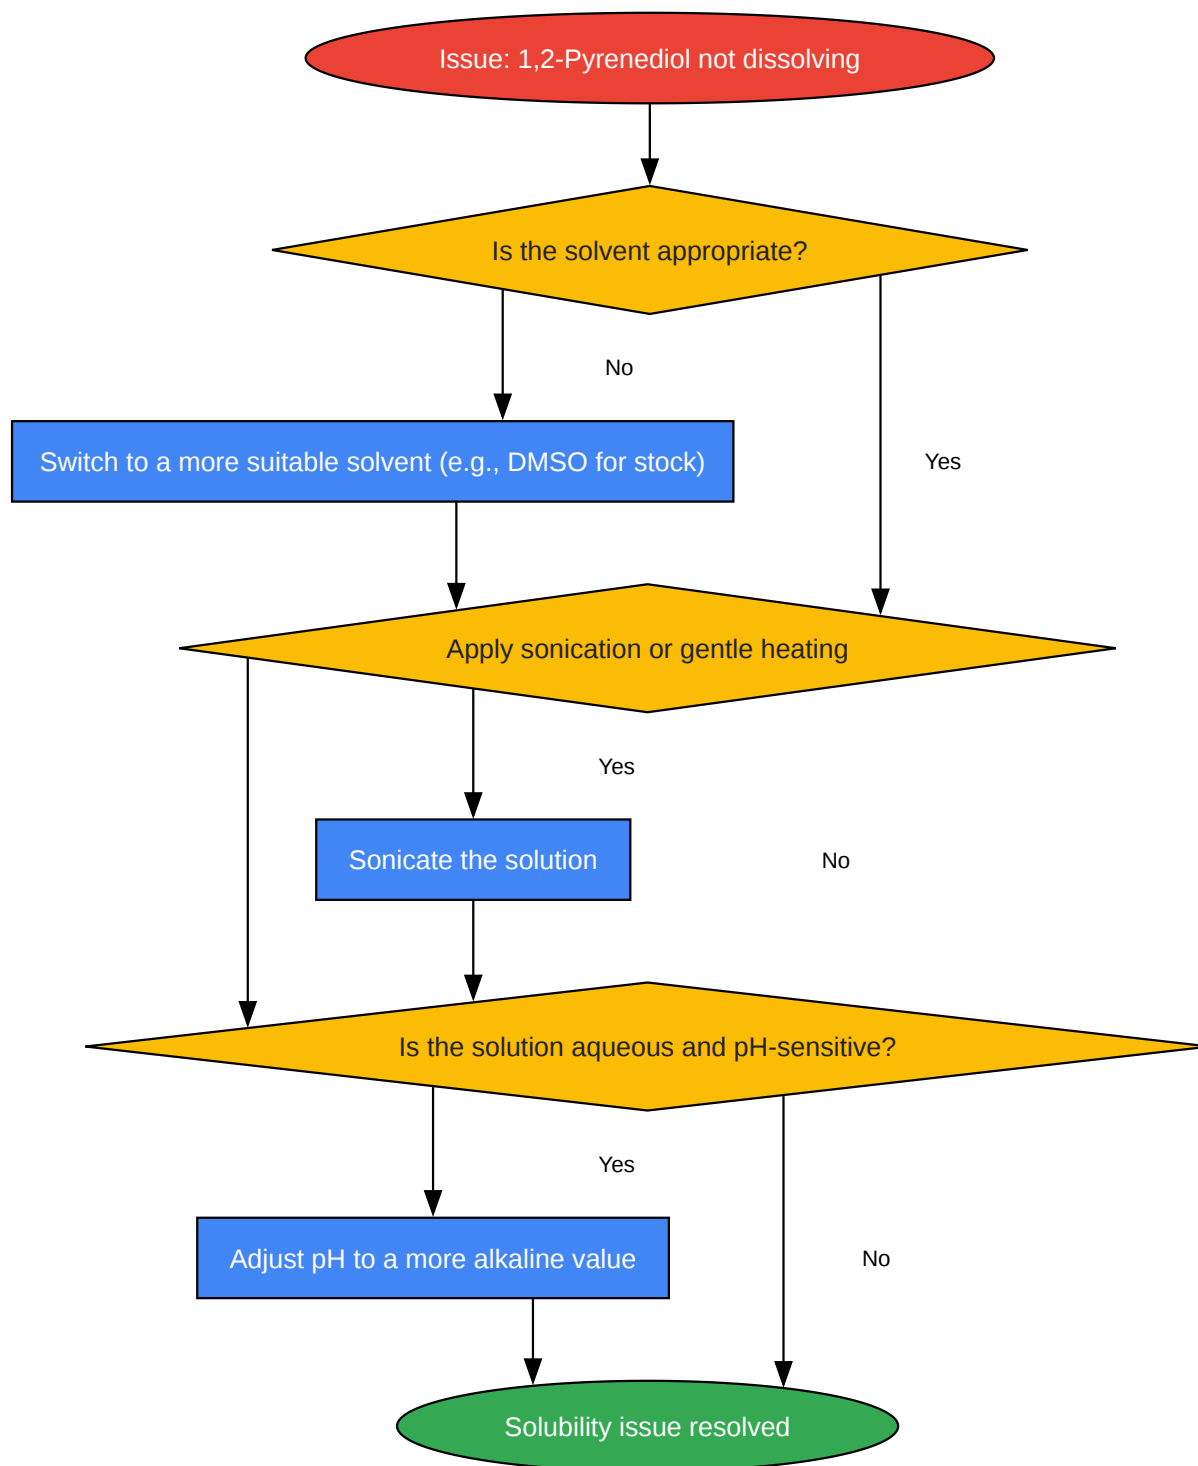 Issue: 1,2-Pyrenediol not dissolving
Is the solvent appropriate?
No
Switch to a more suitable solvent (e.g., DMSO for stock)
Yes
Apply sonication or gentle heating
Yes
Sonicate the solution
No
Is the solution aqueous and pH-sensitive?
Yes
Adjust pH to a more alkaline value
No
Solubility issue resolved